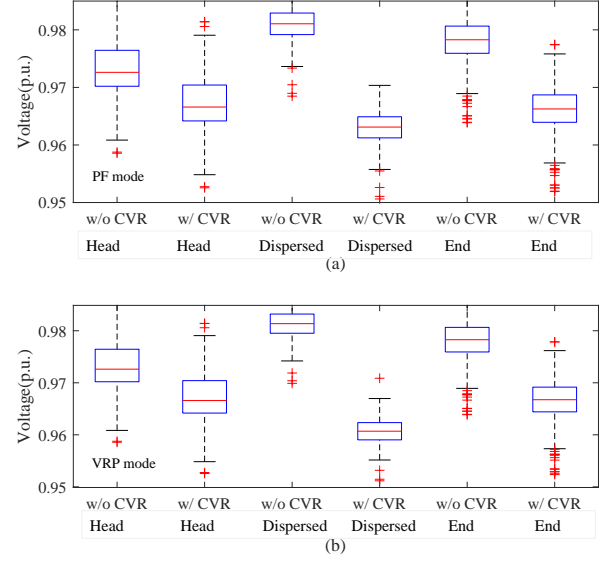 0.98
0.97
0.96
0.95
Voltage(p.u.)
PF mode
w/o CVR w/ CVR w/o CVR w/ CVR w/o CVR w/ CVR
Head Head Dispersed Dispersed End End
(a)
0.98
0.97
0.96
0.95
Voltage(p.u.)
VRP mode
w/o CVR w/ CVR w/o CVR w/ CVR w/o CVR w/ CVR
Head Head Dispersed Dispersed End End
(b)